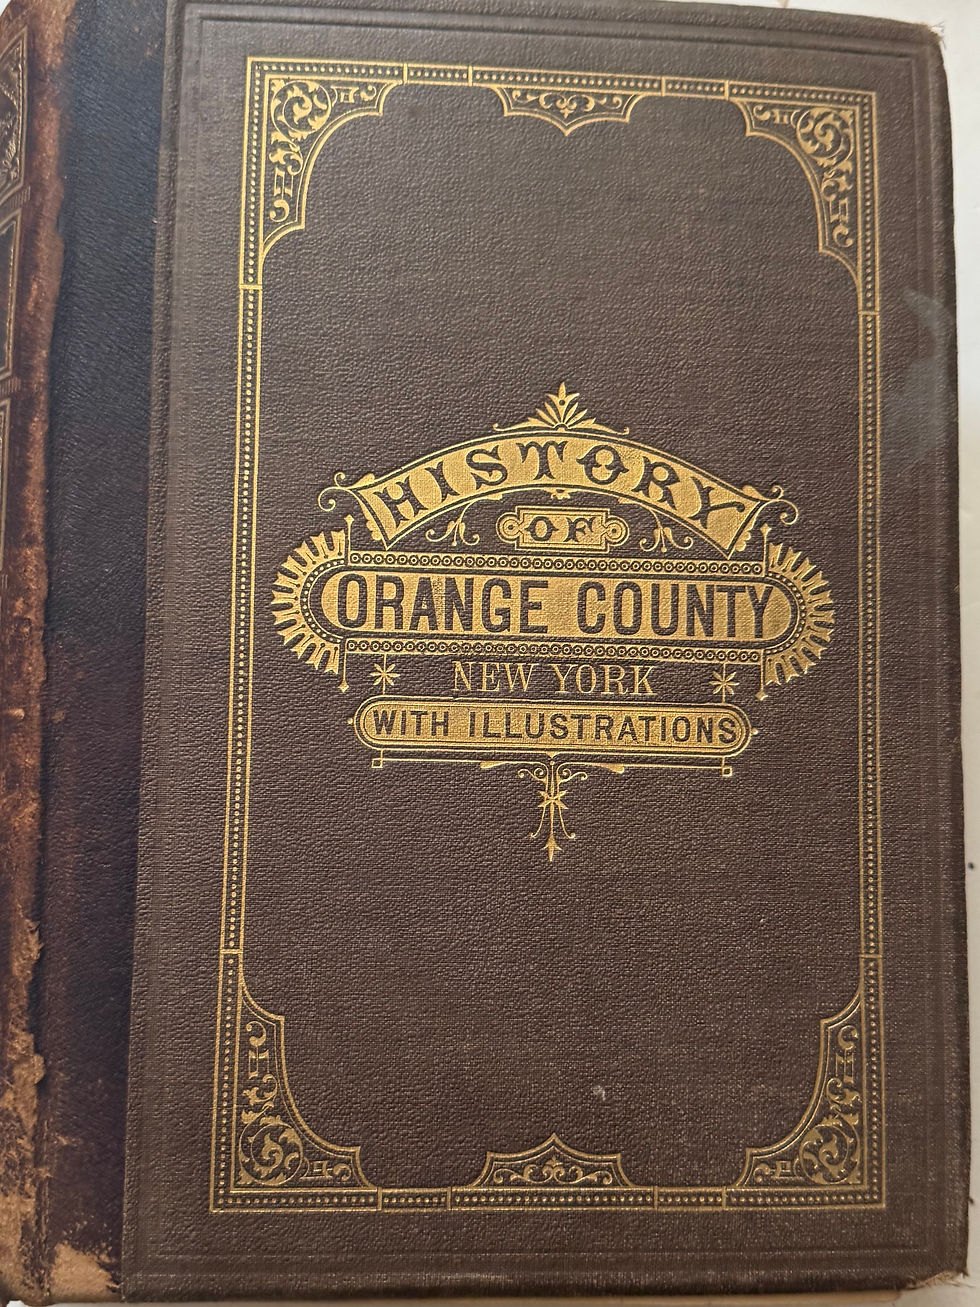 HISTORY
OF
ORANGE COUNTY
NEW YORK
WITH ILLUSTRATIONS